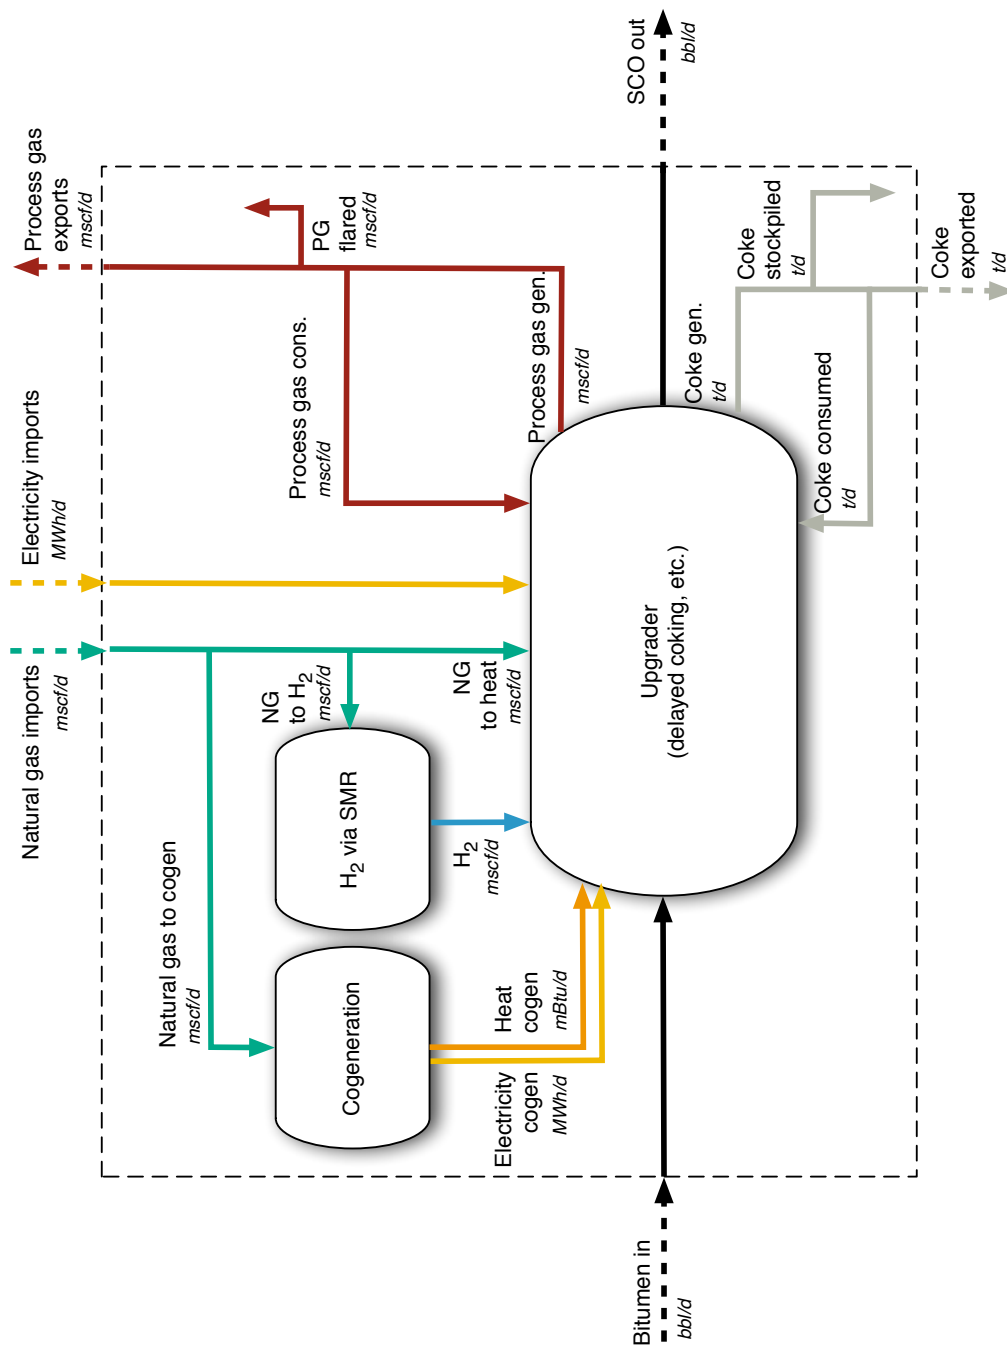 Natural gas imports
mscf/d
Electricity imports
MWh/d
Process gas
exports
mscf/d
Natural gas to cogen
mscf/d
NG
to H2
mscf/d
Process gas cons.
mscf/d
PG
flared
mscf/d
Cogeneration
H2 via SMR
Electricity
cogen
MWh/d
Heat
cogen
mBtu/d
H2
mscf/d
NG
to heat
mscf/d
Process gas gen.
mscf/d
Bitumen in
bbl/d
Upgrader
(delayed coking, etc.)
SCO out
bbl/d
Coke gen.
t/d
Coke
stockpiled
t/d
Coke consumed
t/d
Coke
exported
t/d